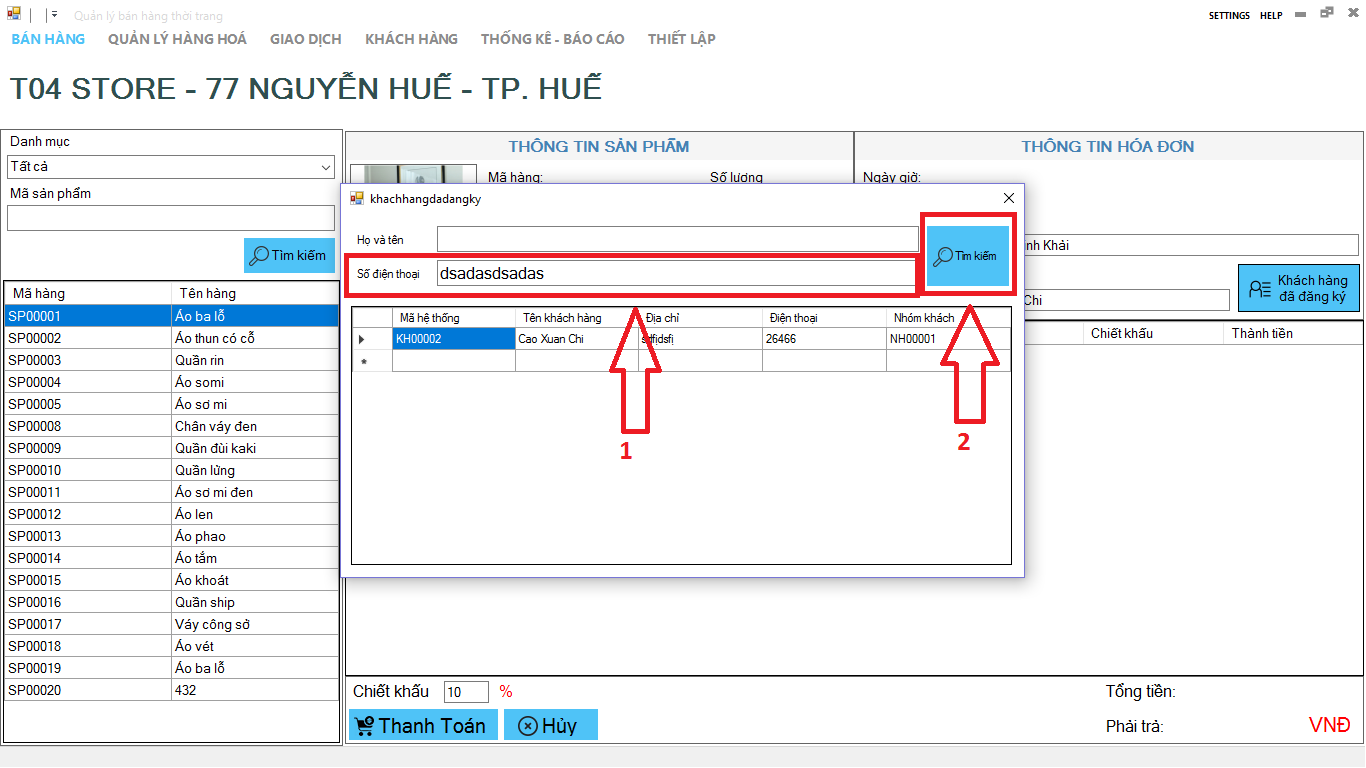 Quản lý bán hàng thời trang
SETTINGS HELP
BÁN HÀNG QUẢN LÝ HÀNG HOÁ GIAO DỊCH KHÁCH HÀNG THỐNG KÊ - BÁO CÁO THIẾT LẬP
T04 STORE - 77 NGUYỄN HUẾ - TP. HUẾ
Danh mục
Tất cả
Mã sản phẩm
Tìm kiếm
Mã hàng Tên hàng
SP00001 Áo ba lỗ
SP00002 Áo thun có cỗ
SP00003 Quần rin
SP00004 Áo somi
SP00005 Áo sơ mi
SP00008 Chân váy đen
SP00009 Quần đùi kaki
SP00010 Quần lửng
SP00011 Áo sơ mi đen
SP00012 Áo len
SP00013 Áo phao
SP00014 Áo tắm
SP00015 Áo khoát
SP00016 Quần ship
SP00017 Váy công sở
SP00018 Áo vét
SP00019 Áo ba lỗ
SP00020 432
THÔNG TIN SẢN PHẨM
Mã hàng: Số lượng
THÔNG TIN HÓA ĐƠN
Ngày giờ:
nh Khải
Chi
Khách hàng
đã đăng ký
Chiết khấu Thành tiền
khachhangdadangky
Họ và tên
Số điện thoại dsadasdsadas
Tìm kiếm
Mã hệ thống Tên khách hàng Địa chỉ Điện thoại Nhóm khách
KH00002 Cao Xuan Chi sdfidsfị 26466 NH00001
1
2
Chiết khấu 10 %
Thanh Toán Hủy
Tổng tiền:
Phải trả: VNĐ